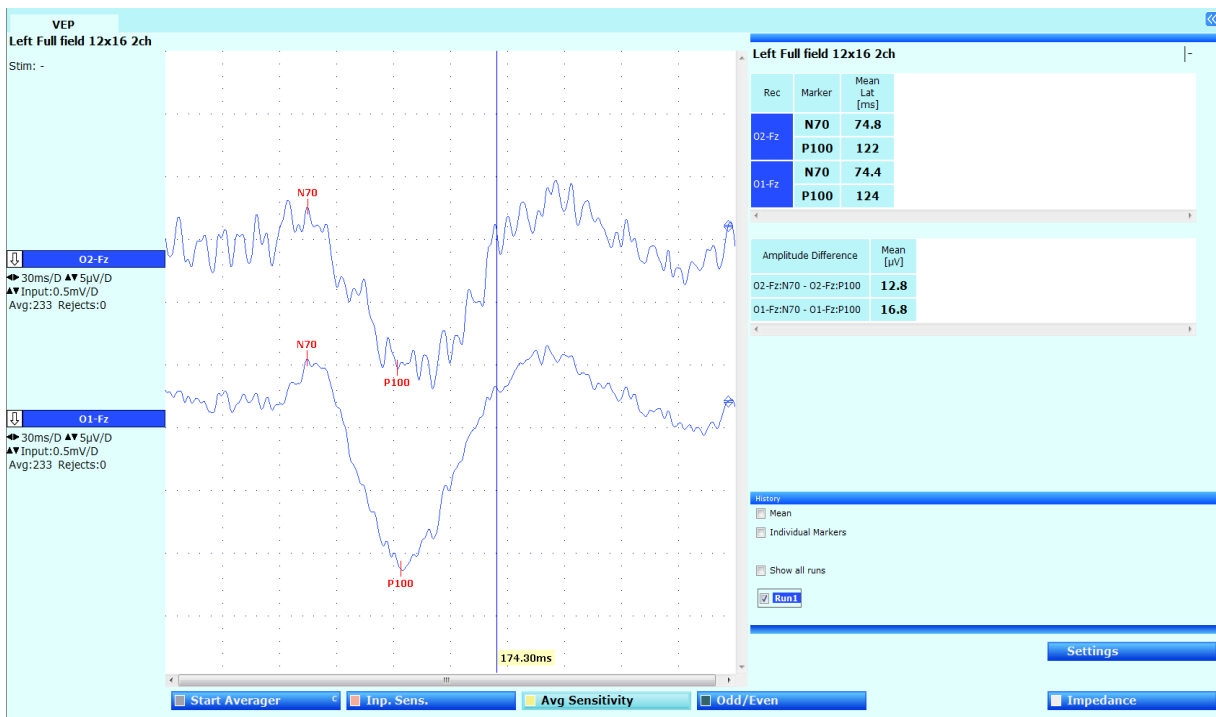 VEP
Left Full field 12x16 2ch
Stim: -
O2-Fz
30ms/D 5µV/D
Input:0.5mV/D
Avg:233 Rejects:0
O1-Fz
30ms/D 5µV/D
Input:0.5mV/D
Avg:233 Rejects:0
N70
P100
N70
P100
174.30ms
Left Full field 12x16 2ch
-
Rec Marker Mean Lat [ms]
O2-Fz
N70 74.8
P100 122
O1-Fz
N70 74.4
P100 124
Amplitude Difference Mean [µV]
O2-Fz:N70 - O2-Fz:P100 12.8
O1-Fz:N70 - O1-Fz:P100 16.8
History
Mean
Individual Markers
Show all runs
Run1
Settings
Start Averager C
Inp. Sens.
Avg Sensitivity
Odd/Even
Impedance